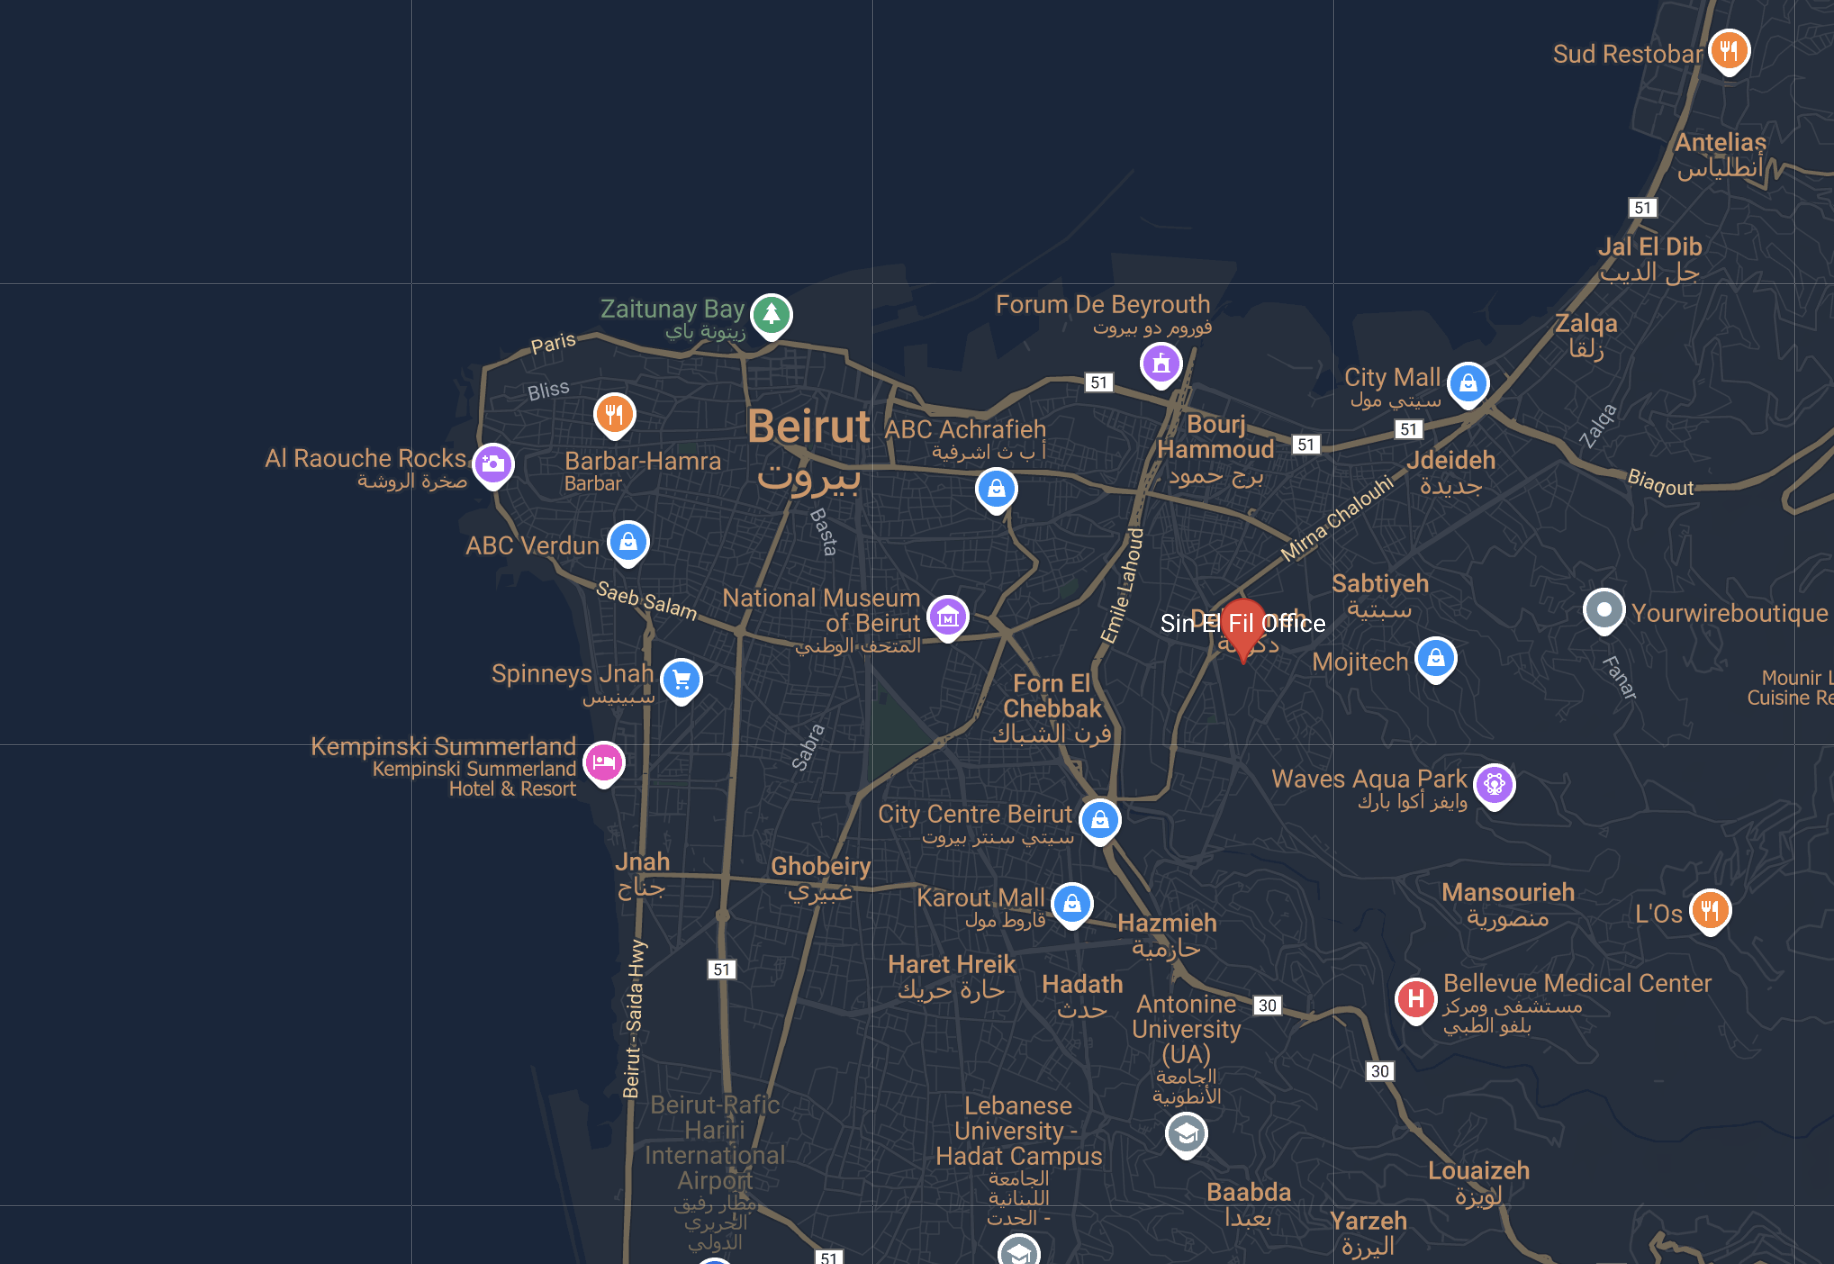 Sud Restobar
Antelias
أنطلياس
51
Jal El Dib
جل الديب
Zaitunay Bay
زيتونة باي
Forum De Beyrouth
فوروم دو بيروت
Zalqa
زلقا
Paris
Bliss
51
City Mall
سيتي مول
Zalqa
Beirut
بيروت
ABC Achrafieh
أ ب ث اشرفية
Bourj
Hammoud
برج حمود
51
51
Al Raouche Rocks
صخرة الروشة
Barbar-Hamra
Barbar
Jdeideh
جديدة
Biaqout
Mirna Chalouhi
Basta
ABC Verdun
Emile Lahoud
Saeb Salam
National Museum
of Beirut
المتحف الوطني
Sabtiyeh
سبتية
Sin El Fil Office
دكوانة
Yourwireboutique
Mojitech
Fanar
Spinneys Jnah
سبينيس
Forn El
Chebbak
فرن الشباك
Mounir L
Cuisine Re
Sabra
Kempinski Summerland
Kempinski Summerland
Hotel & Resort
Waves Aqua Park
وايفز أكوا بارك
City Centre Beirut
سيتي سنتر بيروت
Jnah
جناح
Ghobeiry
غبيري
Karout Mall
قاروط مول
Mansourieh
منصورية
L'Os
Hazmieh
حازمية
Beirut - Saida Hwy
51
Haret Hreik
حارة حريك
Hadath
حدث
Bellevue Medical Center
مستشفى ومركز
بلفو الطبي
Antonine
University
(UA)
الجامعة
الأنطونية
30
30
Beirut-Rafic
Hariri
International
Airport
مطار رفيق
الحريري
الدولي
Lebanese
University -
Hadat Campus
الجامعة
اللبنانية
- الحدت
Louaizeh
لويزة
Baabda
بعبدا
Yarzeh
اليرزة
51